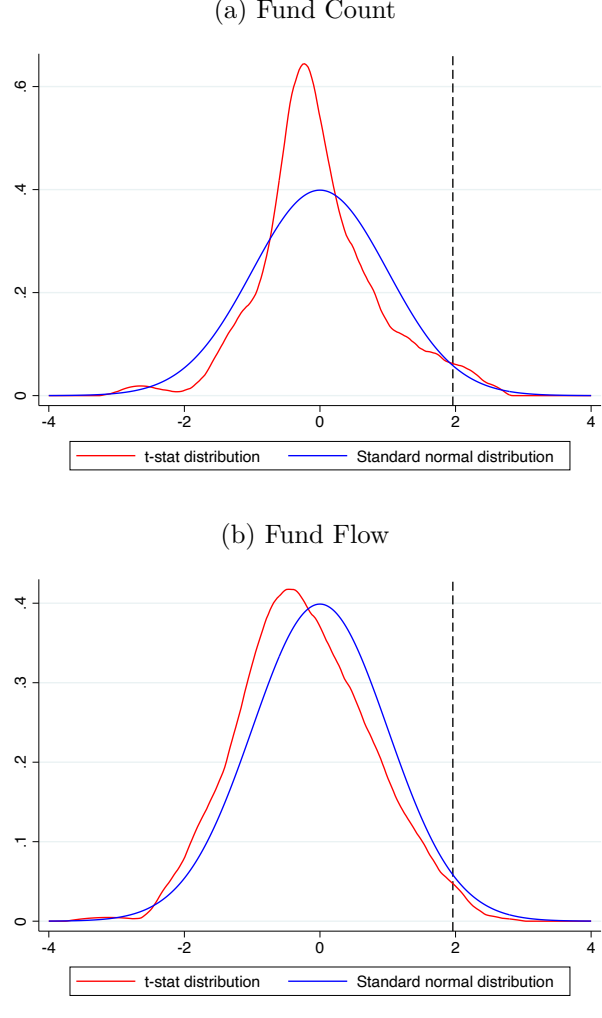 (a) Fund Count
.6
.4
.2
0
-4 -2 0 2 4
t-stat distribution Standard normal distribution
(b) Fund Flow
.4
.3
.2
.1
0
-4 -2 0 2 4
t-stat distribution Standard normal distribution